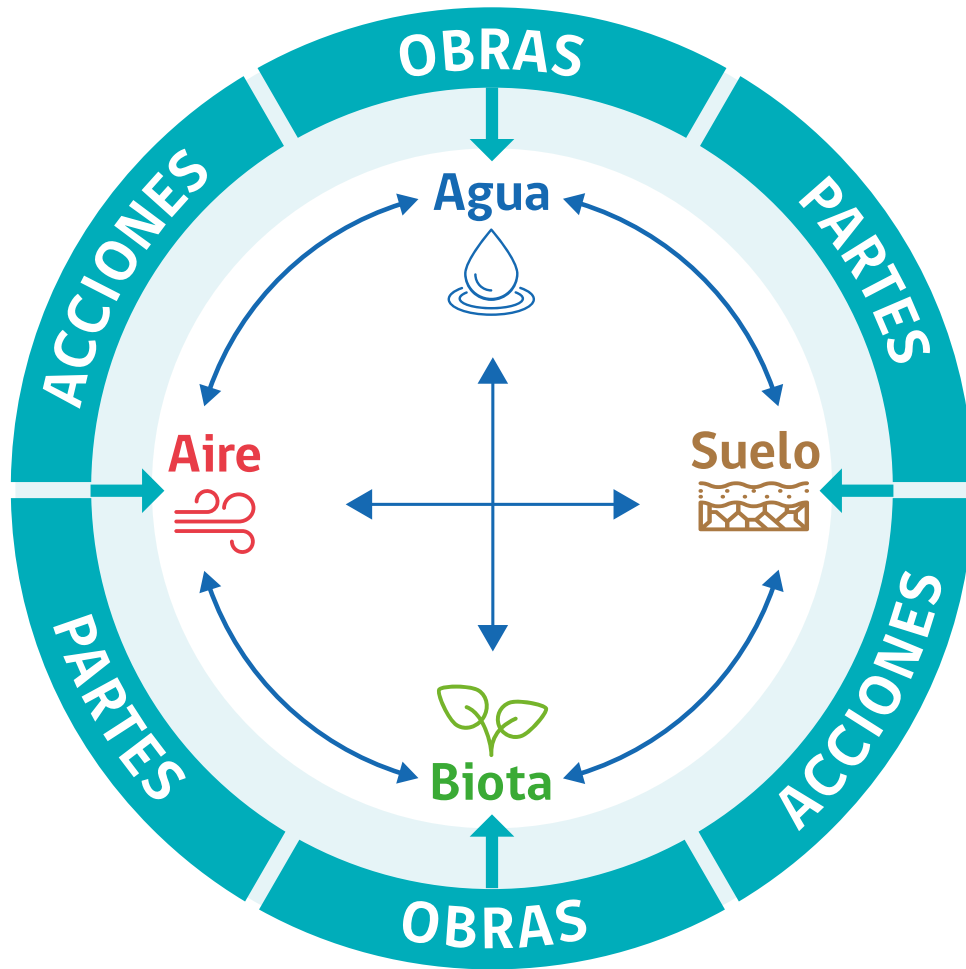 OBRAS
ACCIONES
PARTES
Agua
Aire
Suelo
Biota
PARTES
ACCIONES
OBRAS